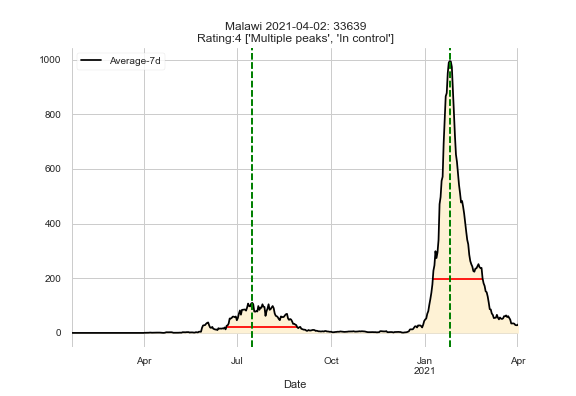 Malawi 2021-04-02: 33639
Rating:4 ['Multiple peaks', 'In control']
Average-7d
1000
800
600
400
200
0
Apr Jul Oct Jan Apr
2021
Date